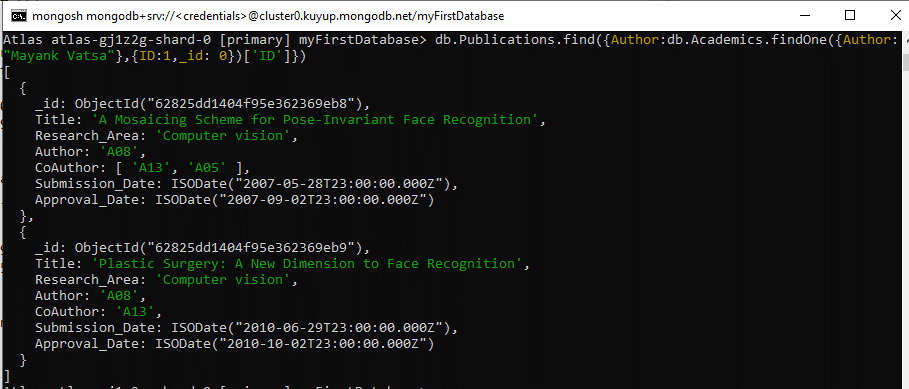 mongosh mongodb+srv://<credentials>@cluster0.kuyup.mongodb.net/myFirstDatabase
Atlas atlas-gj1z2g-shard-0 [primary] myFirstDatabase> db.Publications.find({Author:db.Academics.findOne({Author:
"Mayank Vatsa"},{ID:1,_id: 0})['ID']})
[
  {
    _id: ObjectId("62825dd1404f95e362369eb8"),
    Title: 'A Mosaicing Scheme for Pose-Invariant Face Recognition',
    Research_Area: 'Computer vision',
    Author: 'A08',
    CoAuthor: [ 'A13', 'A05' ],
    Submission_Date: ISODate("2007-05-28T23:00:00.000Z"),
    Approval_Date: ISODate("2007-09-02T23:00:00.000Z")
  },
  {
    _id: ObjectId("62825dd1404f95e362369eb9"),
    Title: 'Plastic Surgery: A New Dimension to Face Recognition',
    Research_Area: 'Computer vision',
    Author: 'A08',
    CoAuthor: 'A13',
    Submission_Date: ISODate("2010-06-29T23:00:00.000Z"),
    Approval_Date: ISODate("2010-10-02T23:00:00.000Z")
  }
]